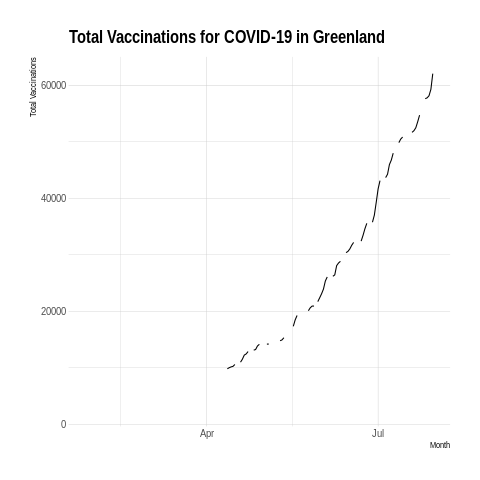 Total Vaccinations for COVID-19 in Greenland
Total Vaccinations
60000
40000
20000
0
Apr
Jul
Month